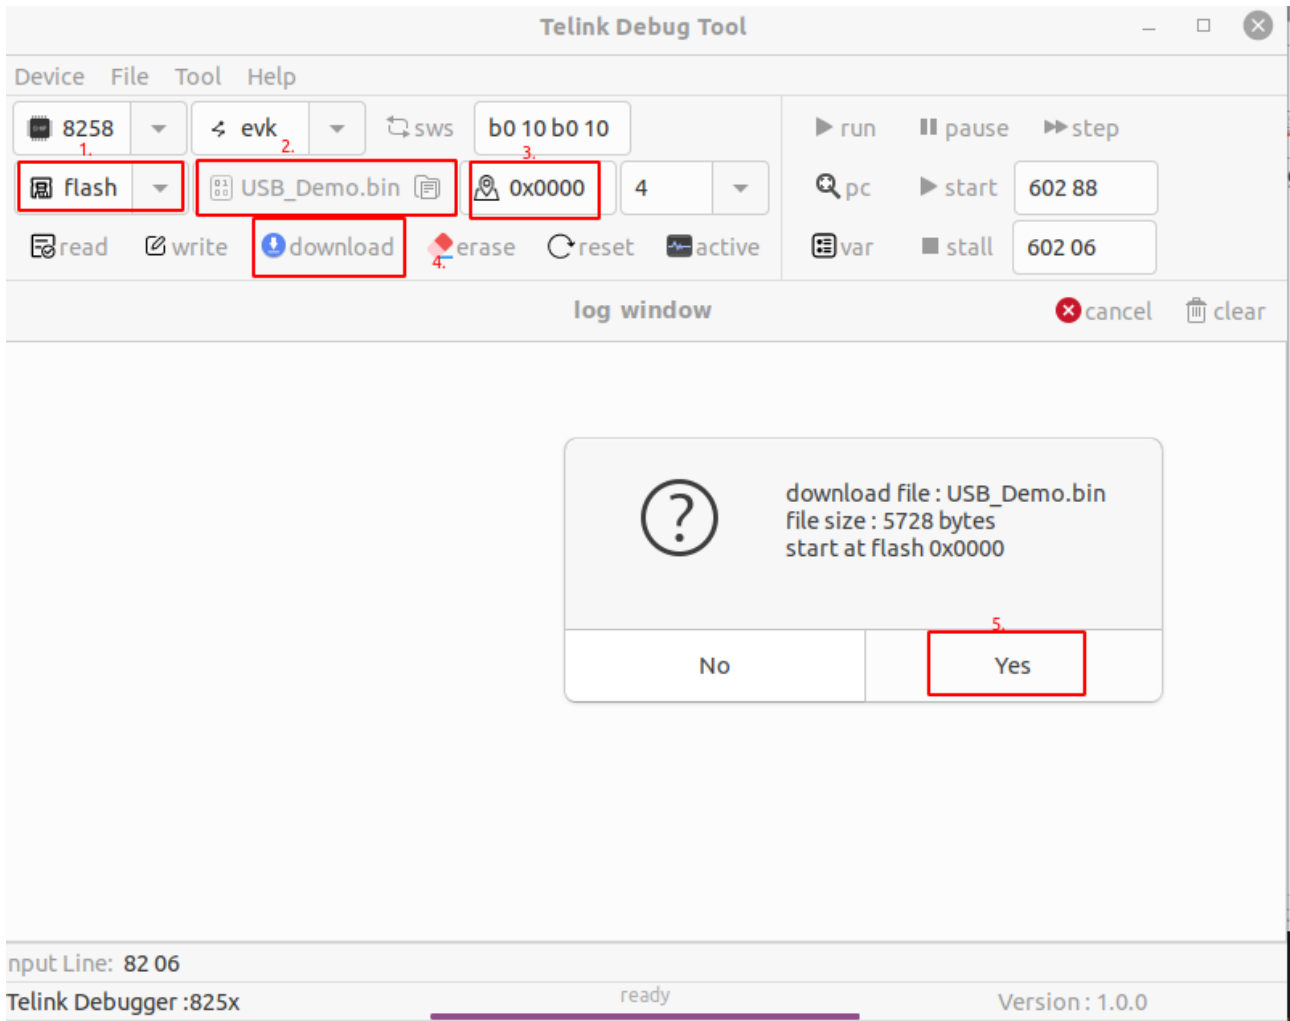 Telink Debug Tool
Device File Tool Help
8258 evk sws b0 10 b0 10 run pause step
1. 2. 3.
flash USB_Demo.bin 0x0000 4 pc start 602 88
read write download erase reset active var stall 602 06
4.
log window cancel clear
download file : USB_Demo.bin
file size : 5728 bytes
start at flash 0x0000
5.
No Yes
nput Line: 82 06
Telink Debugger :825x ready Version : 1.0.0